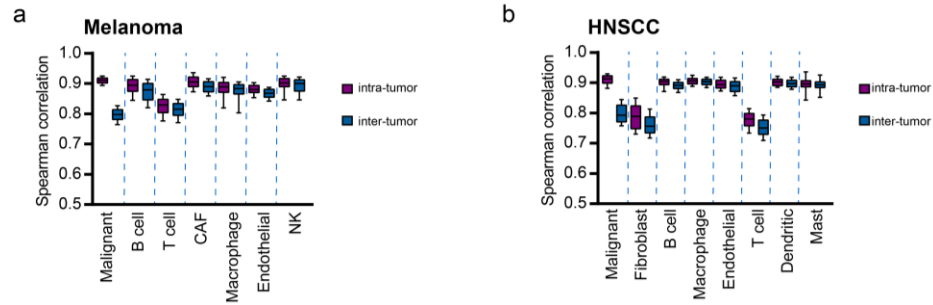 a
Melanoma
Spearman correlation
1.0
0.9
0.8
0.7
0.6
0.5
Malignant
B cell
T cell
CAF
Macrophage
Endothelial
NK
intra-tumor
inter-tumor
b
HNSCC
Spearman correlation
1.0
0.9
0.8
0.7
0.6
0.5
Malignant
Fibroblast
B cell
Macrophage
Endothelial
T cell
Dendritic
Mast
intra-tumor
inter-tumor